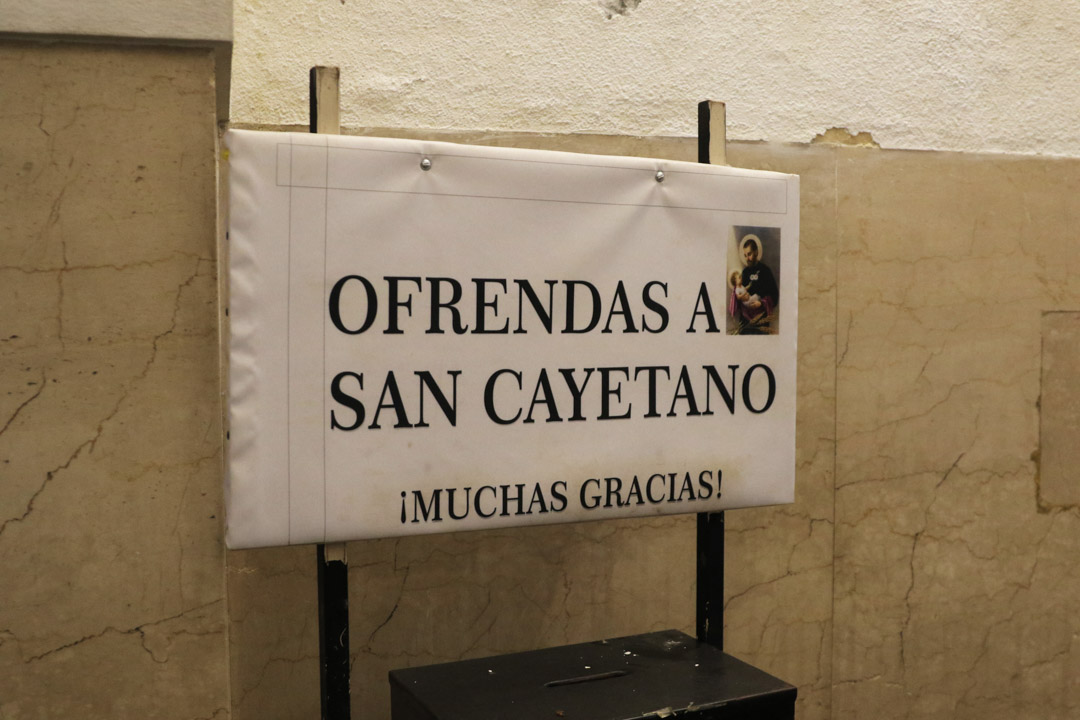 OFRENDAS A
SAN CAYETANO
¡MUCHAS GRACIAS!